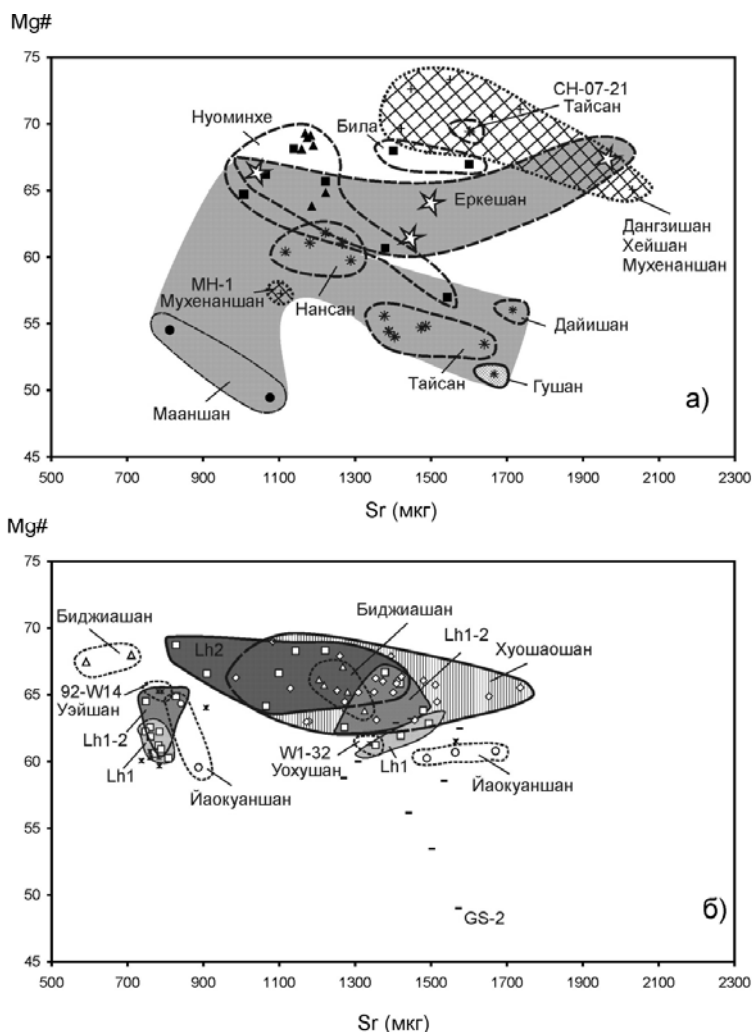 Mg#
75
70
65
60
55
50
45
500
700
900
1100
1300
1500
1700
1900
2100
2300
Sr (мкг)
Нуоминхе
Била
CH-07-21
Тайсан
Еркешан
Дангзишан
Хейшан
Мухенаншан
МН-1
Мухенаншан
Нансан
Дайишан
Тайсан
Гушан
Мааншан
а)
Mg#
75
70
65
60
55
50
45
500
700
900
1100
1300
1500
1700
1900
2100
2300
Sr (мкг)
Биджиашан
Биджиашан
Lh2
Lh1-2
Хуошаошан
92-W14
Уэйшан
Lh1-2
Lh1
W1-32
Уохушан
Lh1
Йаокуаншан
Йаокуаншан
GS-2
б)